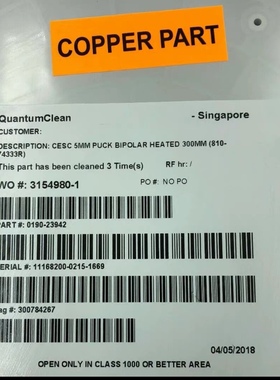 COPPER PART
QuantumClean - Singapore
CUSTOMER:
DESCRIPTION: CESC 5MM PUCK BIPOLAR HEATED 300MM (810-
74333R)
This part has been cleaned 3 Time(s) RF hr: /
WO #: 3154980-1 PO #: NO PO
PART #: 0190-23942
SERIAL #: 11168200-0215-1669
ag #: 300784267
04/05/2018
OPEN ONLY IN CLASS 1000 OR BETTER AREA